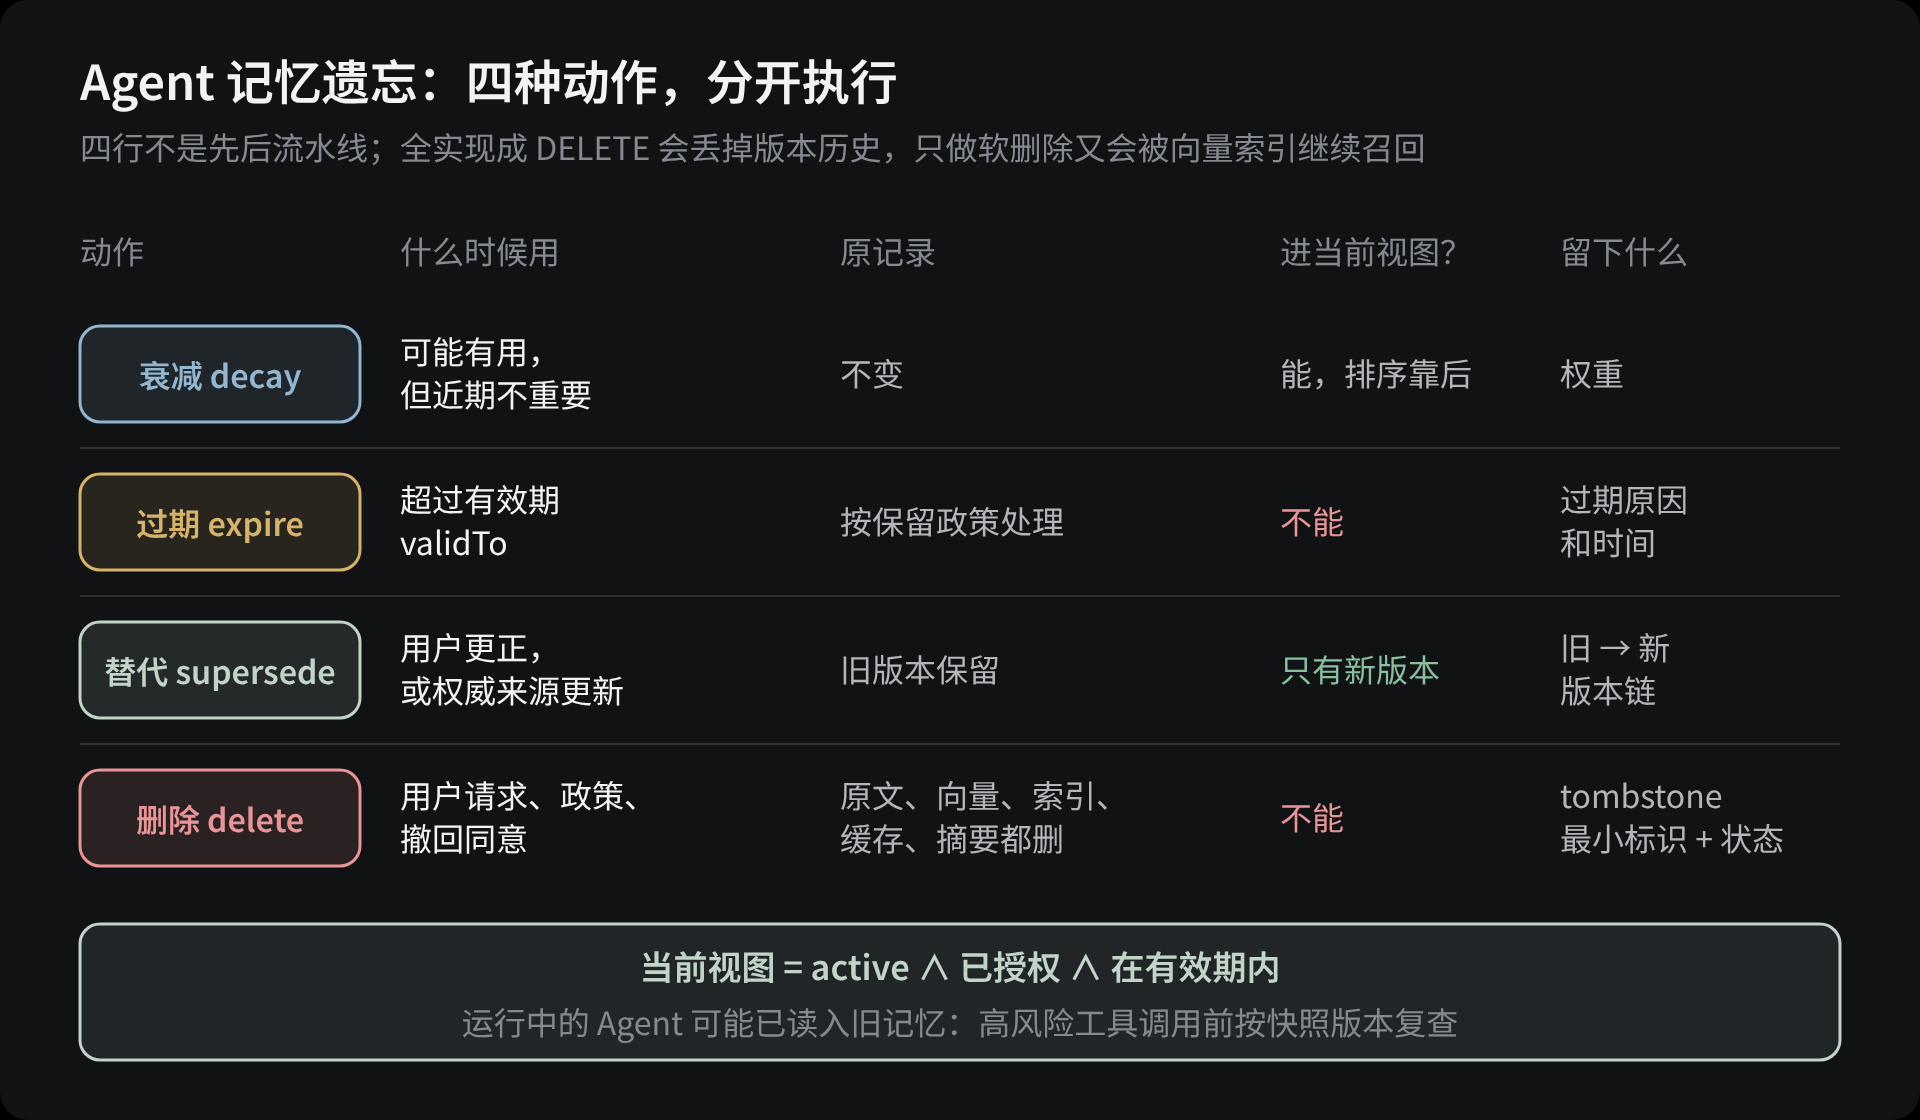 Agent 记忆遗忘：四种动作，分开执行
四行不是先后流水线；全实现成 DELETE 会丢掉版本历史，只做软删除又会被向量索引继续召回
动作
什么时候用
原记录
进当前视图？
留下什么
衰减 decay
可能有用，
但近期不重要
不变
能，排序靠后
权重
过期 expire
超过有效期
validTo
按保留政策处理
不能
过期原因
和时间
替代 supersede
用户更正，
或权威来源更新
旧版本保留
只有新版本
旧 → 新
版本链
删除 delete
用户请求、政策、
撤回同意
原文、向量、索引、
缓存、摘要都删
不能
tombstone
最小标识 + 状态
当前视图 = active ∧ 已授权 ∧ 在有效期内
运行中的 Agent 可能已读入旧记忆：高风险工具调用前按快照版本复查